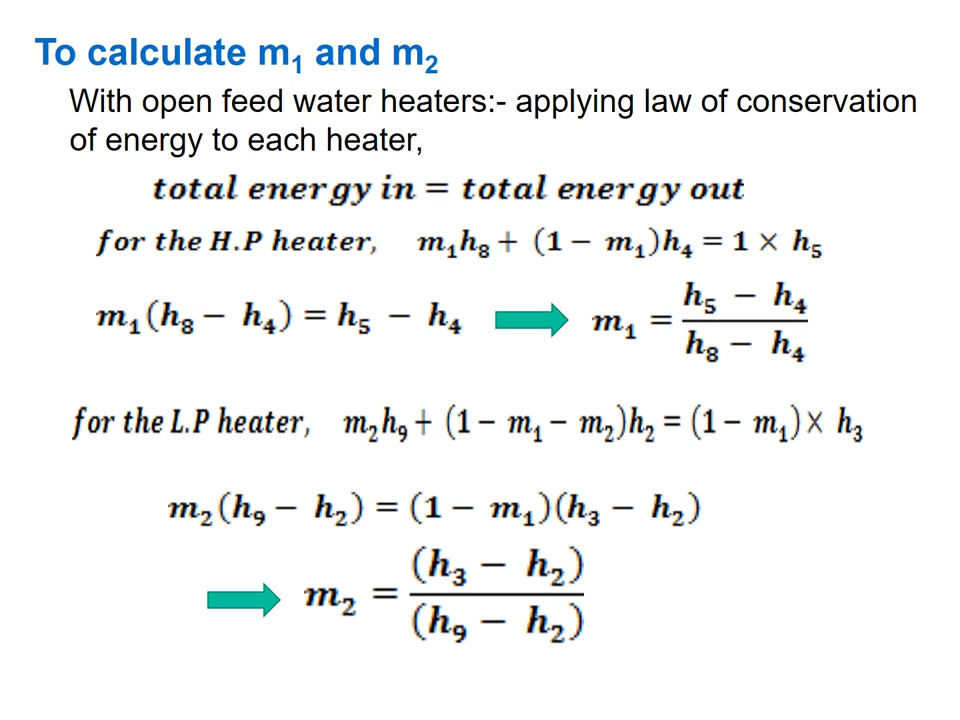 To calculate m₁ and m₂
With open feed water heaters:- applying law of conservation
of energy to each heater,
total energy in = total energy out
for the H.P heater, m₁h₈ + (1 − m₁)h₄ = 1 × h₅
m₁(h₈ − h₄) = h₅ − h₄ m₁ = (h₅ − h₄)/(h₈ − h₄)
for the L.P heater, m₂h₉ + (1 − m₁ − m₂)h₂ = (1 − m₁) × h₃
m₂(h₉ − h₂) = (1 − m₁)(h₃ − h₂)
m₂ = (h₃ − h₂)/(h₉ − h₂)